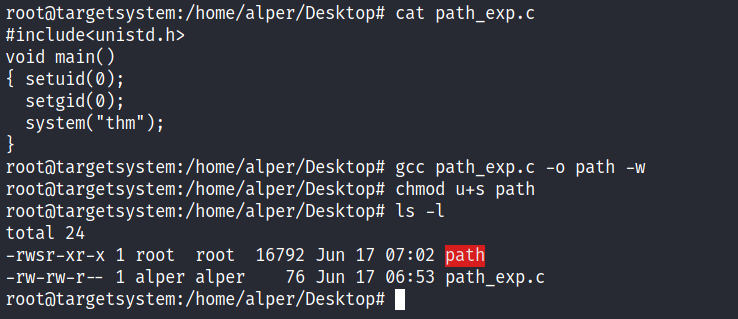 root@targetsystem:/home/alper/Desktop# cat path_exp.c
#include<unistd.h>
void main()
{ setuid(0);
  setgid(0);
  system("thm");
}
root@targetsystem:/home/alper/Desktop# gcc path_exp.c -o path -w
root@targetsystem:/home/alper/Desktop# chmod u+s path
root@targetsystem:/home/alper/Desktop# ls -l
total 24
-rwsr-xr-x 1 root  root  16792 Jun 17 07:02 path
-rw-rw-r-- 1 alper alper    76 Jun 17 06:53 path_exp.c
root@targetsystem:/home/alper/Desktop#